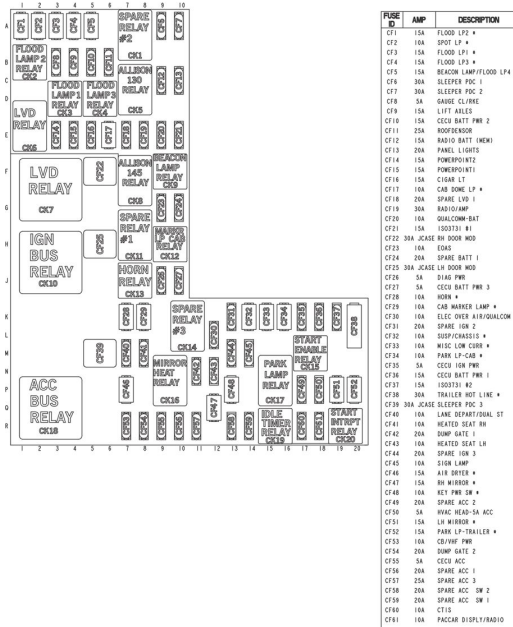 1 2 3 4 5 6 7 8 9 10
A
B
C
D
E
F
G
H
J
K
L
M
N
P
Q
R
CF1
CF2
CF3
CF4
CF5
SPARE RELAY #2
CK1
CF6
CF7
FLOOD LAMP2 RELAY
CK2
CF8
CF9
CF10
CF11
ALLISON 130 RELAY
CK5
CF12
CF13
FLOOD LAMP1 RELAY
CK3
FLOOD LAMP3 RELAY
CK4
LVD RELAY
CK6
CF14
CF15
CF16
CF17
CF18
CF19
CF20
CF21
LVD RELAY
CK7
CF22
ALLISON 145 RELAY
CK8
BEACON LAMP RELAY
CK9
CF23
CF24
IGN BUS RELAY
CK10
CF25
SPARE RELAY #1
CK11
MARKR LP CAB RELAY
CK12
HORN RELAY
CK13
CF26
CF27
CF28
CF29
SPARE RELAY #3
CK14
CF30
CF31
CF32
CF33
CF34
CF35
CF36
CF37
CF38
CF39
CF40
CF41
CF42
CF43
CF44
CF45
START ENABLE RELAY
CK15
MIRROR HEAT RELAY
CK16
PARK LAMP RELAY
CK17
ACC BUS RELAY
CK18
CF46
CF47
CF48
CF49
CF50
CF51
CF52
CF53
CF54
CF55
CF56
CF57
CF58
CF59
IDLE TIMER RELAY
CK19
CF60
CF61
START INTRPT RELAY
CK20
1 2 3 4 5 6 7 8 9 10 11 12 13 14 15 16 17 18 19 20
FUSE ID AMP DESCRIPTION
CF1 15A FLOOD LP2 *
CF2 10A SPOT LP *
CF3 15A FLOOD LP1 *
CF4 15A FLOOD LP3 *
CF5 15A BEACON LAMP/FLOOD LP4
CF6 30A SLEEPER PDC 1
CF7 30A SLEEPER PDC 2
CF8 5A GAUGE CL/RKE
CF9 15A LIFT AXLES
CF10 15A CECU BATT PWR 2
CF11 25A ROOFDENSOR
CF12 15A RADIO BATT (MEM)
CF13 20A PANEL LIGHTS
CF14 15A POWERPOINT2
CF15 15A POWERPOINT1
CF16 15A CIGAR LT
CF17 10A CAB DOME LP *
CF18 20A SPARE LVD 1
CF19 30A RADIO/AMP
CF20 10A QUALCOMM-BAT
CF21 15A ISO3731 #1
CF22 30A JCASE RH DOOR MOD
CF23 10A EOAS
CF24 20A SPARE BATT 1
CF25 30A JCASE LH DOOR MOD
CF26 5A DIAG PWR
CF27 5A CECU BATT PWR 3
CF28 10A HORN *
CF29 10A CAB MARKER LAMP *
CF30 10A ELEC OVER AIR/QUALCOM
CF31 20A SPARE IGN 2
CF32 10A SUSP/CHASSIS *
CF33 10A MISC LOW CURR *
CF34 10A PARK LP-CAB *
CF35 5A CECU IGN PWR
CF36 15A CECU BATT PWR 1
CF37 15A ISO3731 #2
CF38 30A TRAILER HOT LINE *
CF39 30A JCASE SLEEPER PDC 3
CF40 10A LANE DEPART/DUAL ST
CF41 10A HEATED SEAT RH
CF42 20A DUMP GATE 1
CF43 10A HEATED SEAT LH
CF44 20A SPARE IGN 3
CF45 10A SIGN LAMP
CF46 15A AIR DRYER *
CF47 15A RH MIRROR *
CF48 10A KEY PWR SW *
CF49 20A SPARE ACC 2
CF50 5A HVAC HEAD-5A ACC
CF51 15A LH MIRROR *
CF52 15A PARK LP-TRAILER *
CF53 10A CB/VHF PWR
CF54 20A DUMP GATE 2
CF55 5A CECU ACC
CF56 20A SPARE ACC 1
CF57 25A SPARE ACC 3
CF58 20A SPARE ACC SW 2
CF59 20A SPARE ACC SW 1
CF60 10A CTIS
CF61 10A PACCAR DISPLY/RADIO